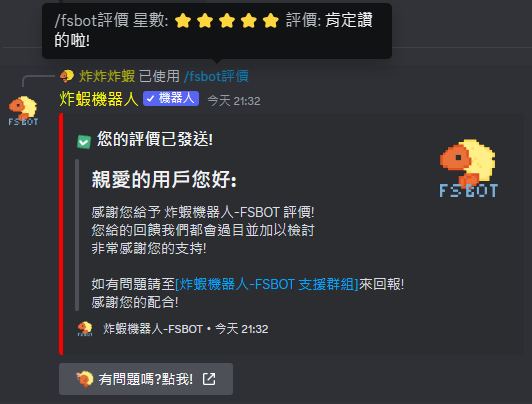 /fsbot評價 星數: ⭐ ⭐ ⭐ ⭐ ⭐ 評價: 肯定讚
的啦!
炸炸炸蝦 已使用 /fsbot評價
炸蝦機器人 ✓ 機器人 今天 21:32
FSBOT
✅ 您的評價已發送!
FSBOT
親愛的用戶您好:
感謝您給予 炸蝦機器人-FSBOT 評價!
您給的回饋我們都會過目並加以檢討
非常感謝您的支持!
如有問題請至[炸蝦機器人-FSBOT 支援群組]來回報!
感謝您的配合!
炸蝦機器人-FSBOT • 今天 21:32
有問題嗎?點我!